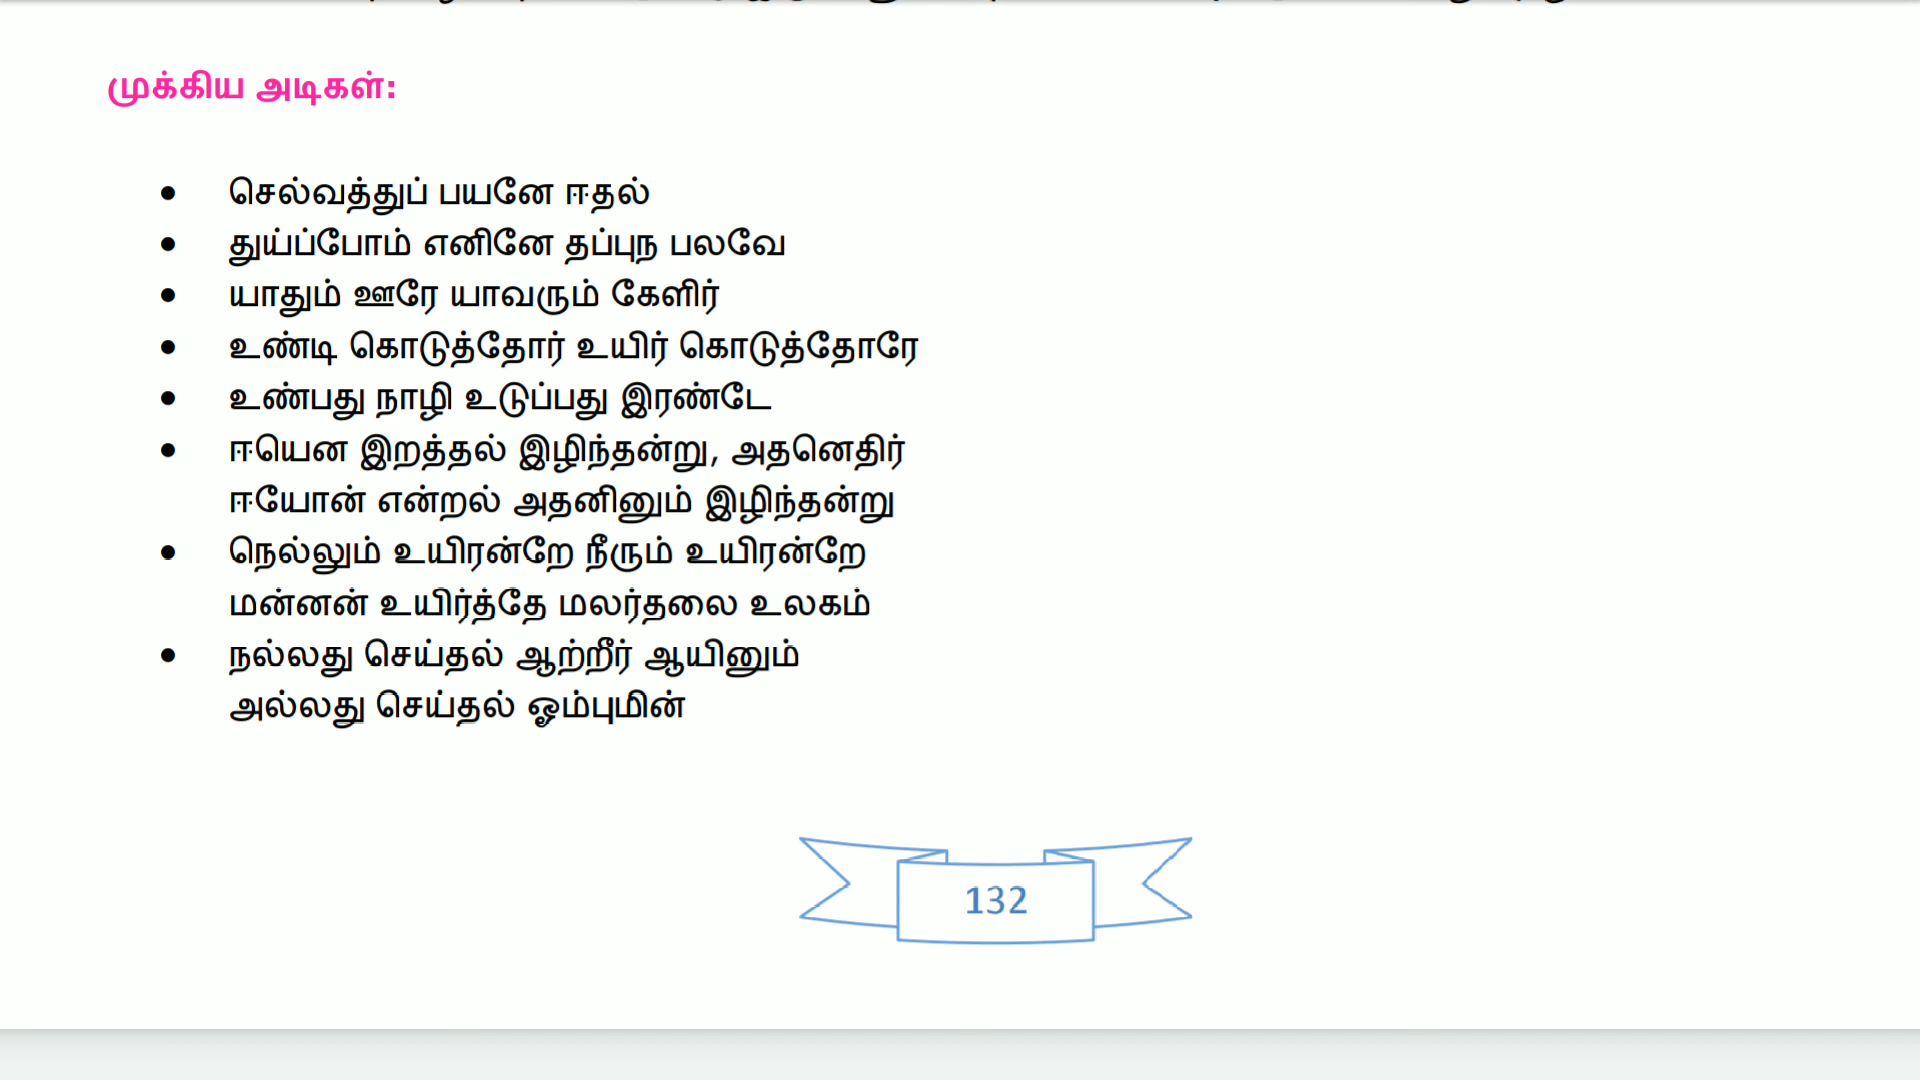 முக்கிய அடிகள்:
● செல்வத்துப் பயனே ஈதல்
● துய்ப்போம் எனினே தப்புந பலவே
● யாதும் ஊரே யாவரும் கேளிர்
● உண்டி கொடுத்தோர் உயிர் கொடுத்தோரே
● உண்பது நாழி உடுப்பது இரண்டே
● ஈயென இறத்தல் இழிந்தன்று, அதனெதிர்
ஈயோன் என்றல் அதனினும் இழிந்தன்று
● நெல்லும் உயிரன்றே நீரும் உயிரன்றே
மன்னன் உயிர்த்தே மலர்தலை உலகம்
● நல்லது செய்தல் ஆற்றீர் ஆயினும்
அல்லது செய்தல் ஓம்புமின்
132